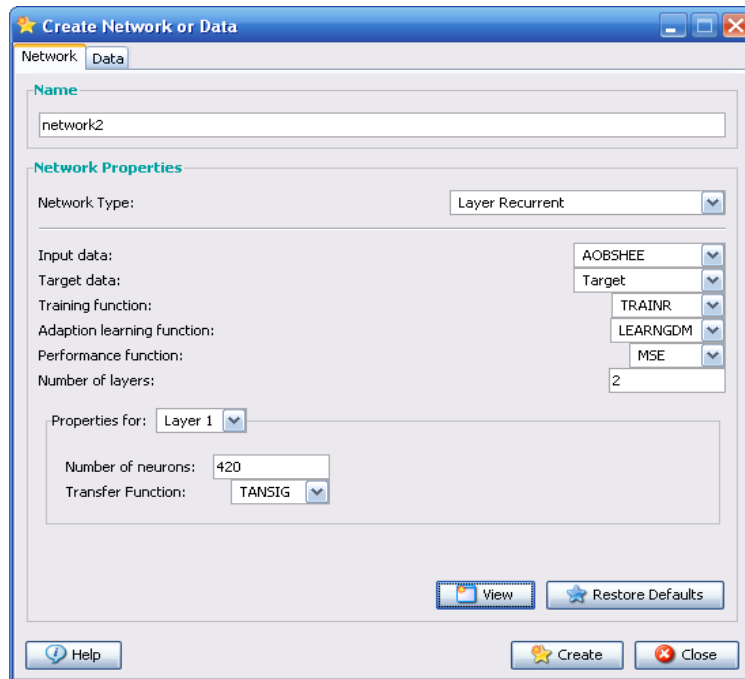 Create Network or Data
Network Data
Name
network2
Network Properties
Network Type: Layer Recurrent
Input data: AOBSHEE
Target data: Target
Training function: TRAINR
Adaption learning function: LEARNGDM
Performance function: MSE
Number of layers: 2
Properties for: Layer 1
Number of neurons: 420
Transfer Function: TANSIG
View Restore Defaults
Help Create Close